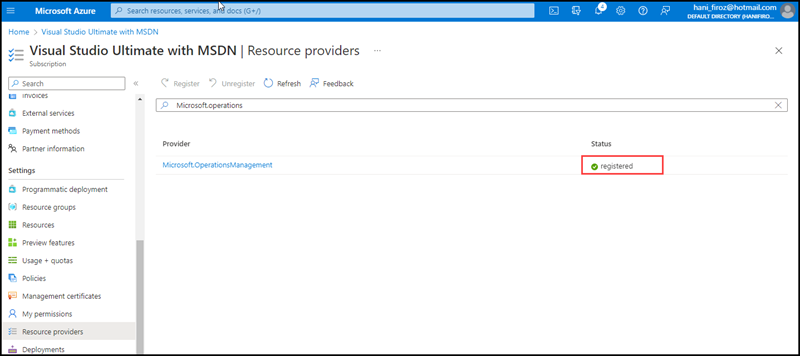 Microsoft Azure
Search resources, services, and docs (G+/)
4
hani_firoz@hotmail.com
DEFAULT DIRECTORY (HANIFIROZ...
Home > Visual Studio Ultimate with MSDN
Visual Studio Ultimate with MSDN | Resource providers ...
Subscription
Search
«
Register
Unregister
Refresh
Feedback
Invoices
External services
Payment methods
Partner information
Settings
Programmatic deployment
Resource groups
Resources
Preview features
Usage + quotas
Policies
Management certificates
My permissions
Resource providers
Deployments
Microsoft.operations
Provider
Status
Microsoft.OperationsManagement
registered